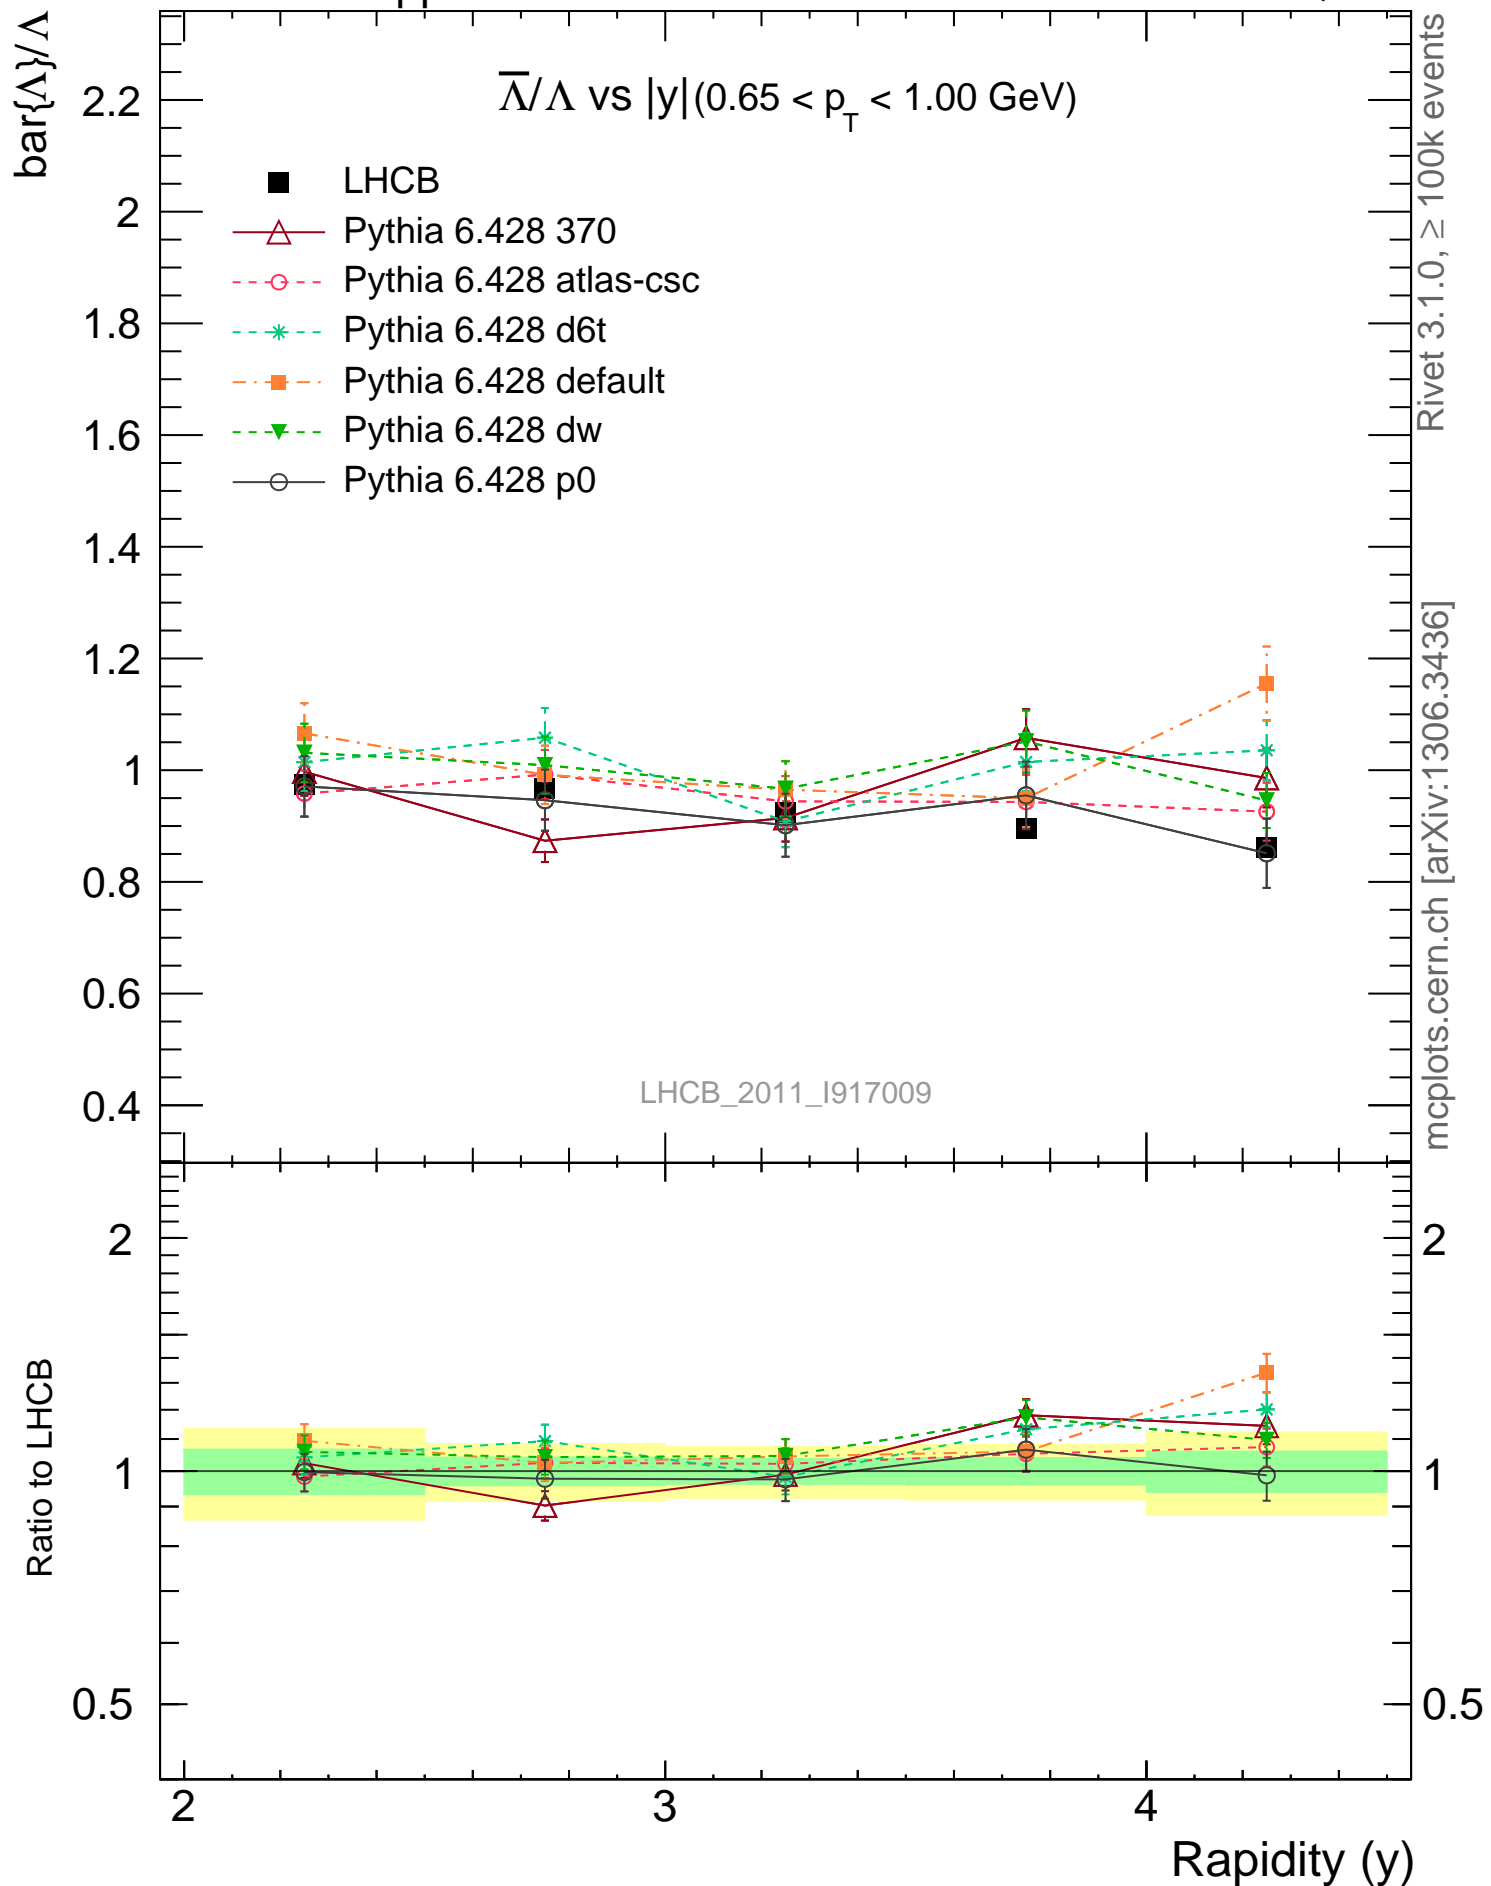 pp
bar{Λ}/Λ
Λ̅/Λ vs |y| (0.65 < p_T < 1.00 GeV)
LHCB
Pythia 6.428 370
Pythia 6.428 atlas-csc
Pythia 6.428 d6t
Pythia 6.428 default
Pythia 6.428 dw
Pythia 6.428 p0
2.2
2
1.8
1.6
1.4
1.2
1
0.8
0.6
0.4
LHCB_2011_I917009
Rivet 3.1.0, ≥ 100k events
mcplots.cern.ch [arXiv:1306.3436]
Ratio to LHCB
2
1
0.5
2
1
0.5
2 3 4
Rapidity (y)